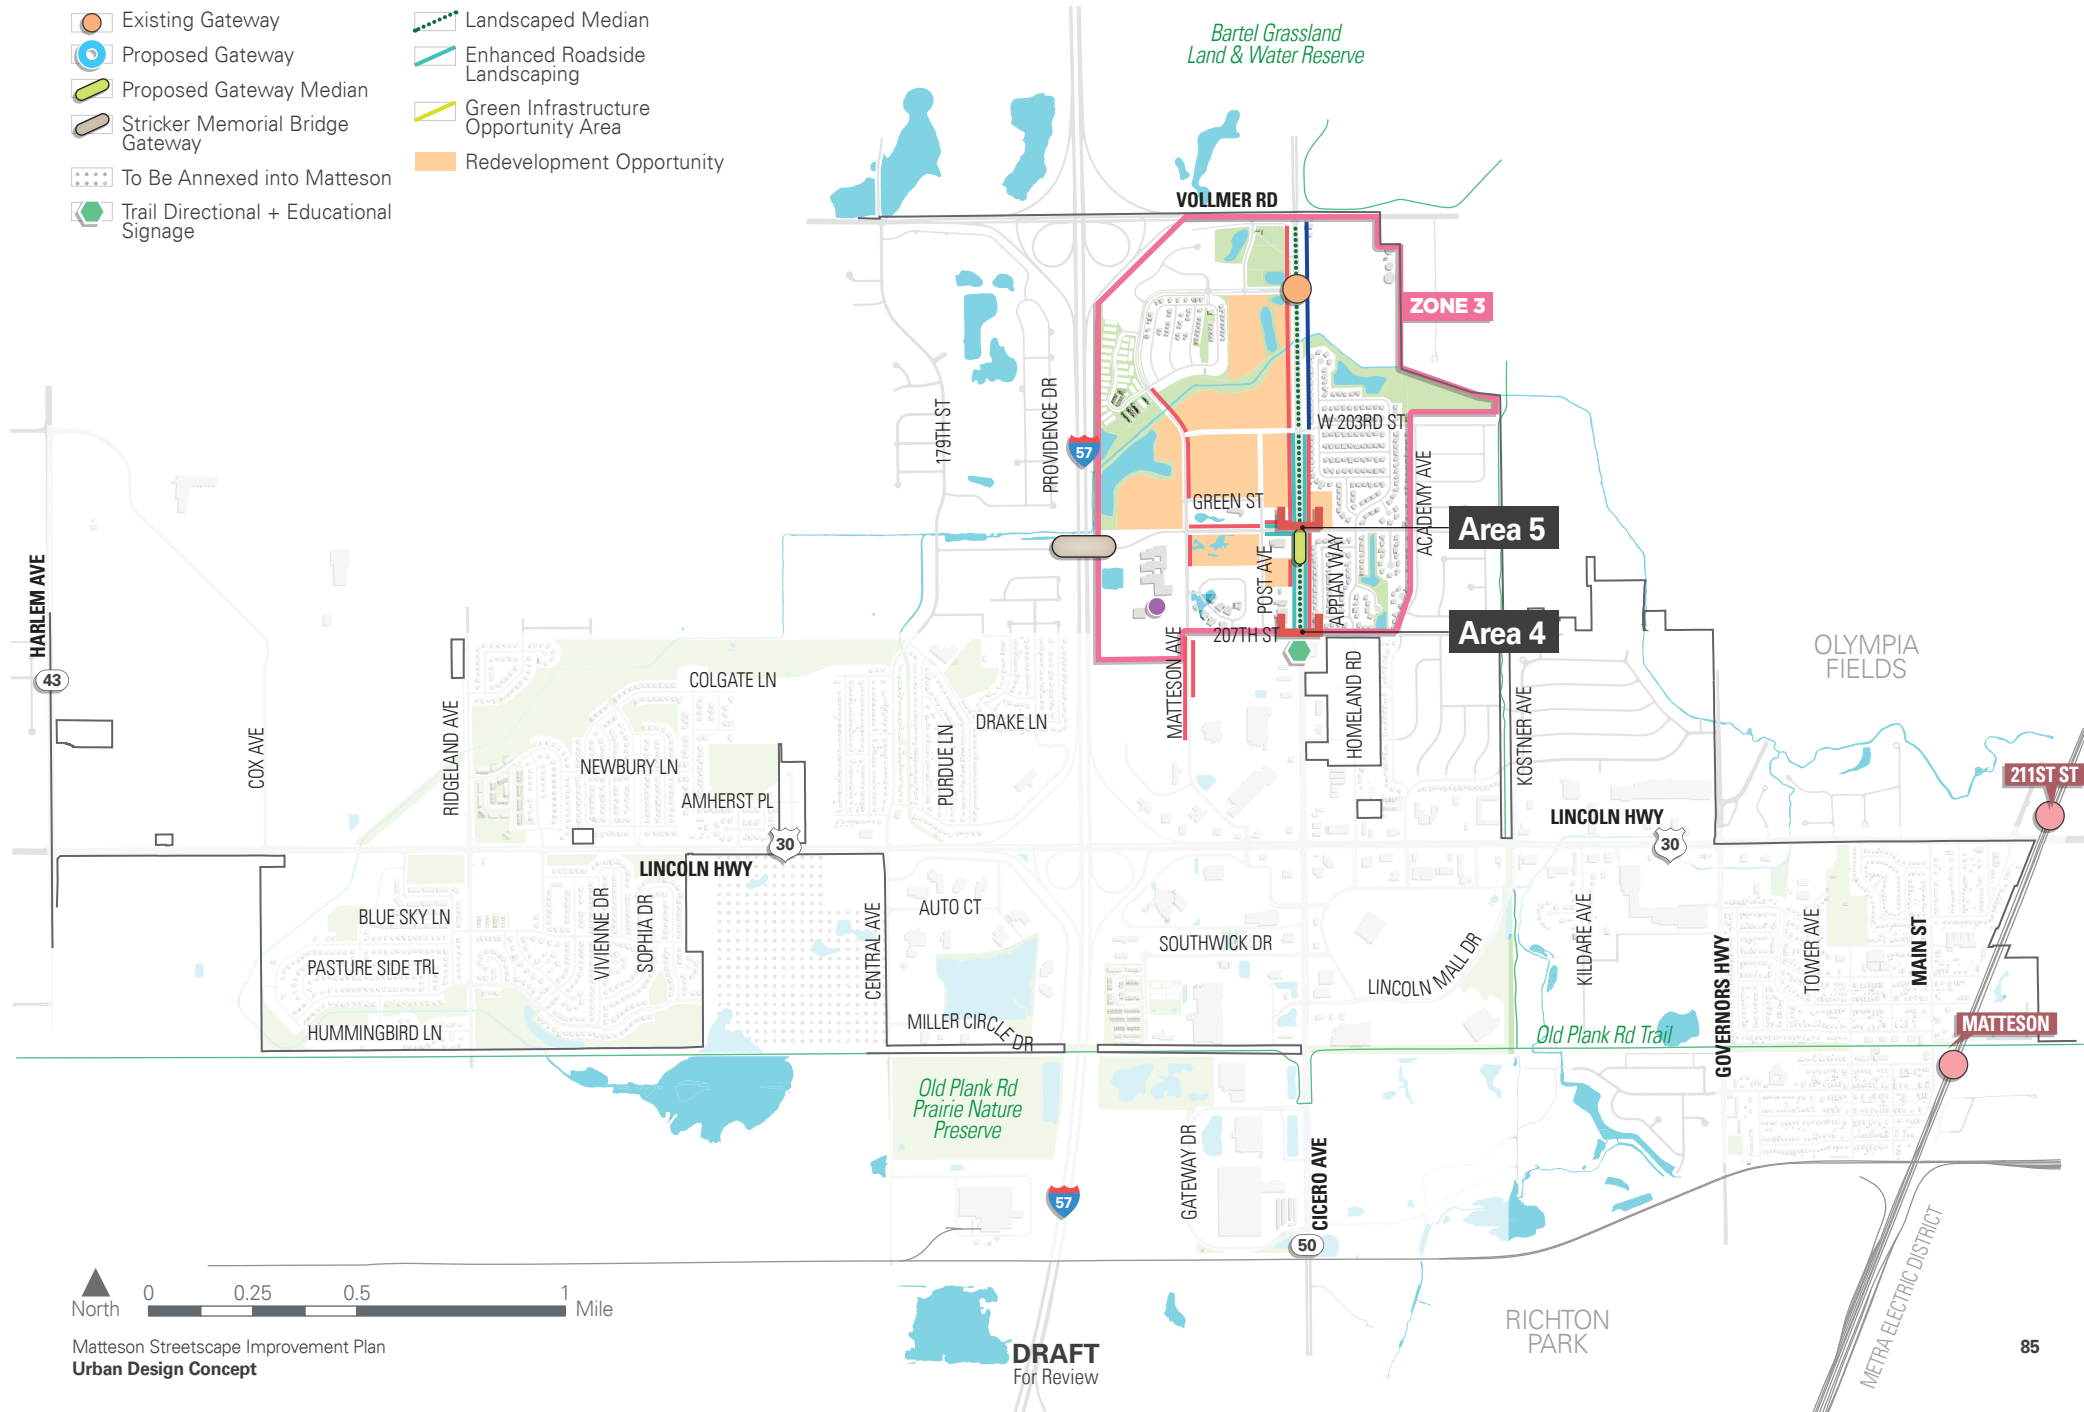 Existing Gateway
Proposed Gateway
Proposed Gateway Median
Stricker Memorial Bridge
Gateway
To Be Annexed into Matteson
Trail Directional + Educational
Signage
Landscaped Median
Enhanced Roadside
Landscaping
Green Infrastructure
Opportunity Area
Redevelopment Opportunity
Bartel Grassland
Land & Water Reserve
VOLLMER RD
ZONE 3
179TH ST
PROVIDENCE DR
57
W 203RD ST
GREEN ST
ACADEMY AVE
Area 5
POST AVE
APPIAN WAY
Area 4
207TH ST
MATTESON AVE
HOMELAND RD
KOSTNER AVE
OLYMPIA
FIELDS
HARLEM AVE
43
COX AVE
RIDGELAND AVE
COLGATE LN
DRAKE LN
PURDUE LN
NEWBURY LN
AMHERST PL
30
LINCOLN HWY
LINCOLN HWY
30
211ST ST
BLUE SKY LN
VIVIENNE DR
SOPHIA DR
PASTURE SIDE TRL
HUMMINGBIRD LN
CENTRAL AVE
AUTO CT
SOUTHWICK DR
LINCOLN MALL DR
KILDARE AVE
GOVERNORS HWY
TOWER AVE
MAIN ST
MATTESON
MILLER CIRCLE DR
Old Plank Rd Trail
Old Plank Rd
Prairie Nature
Preserve
57
GATEWAY DR
CICERO AVE
50
METRA ELECTRIC DISTRICT
RICHTON
PARK
North
0 0.25 0.5 1 Mile
Matteson Streetscape Improvement Plan
Urban Design Concept
DRAFT
For Review
85